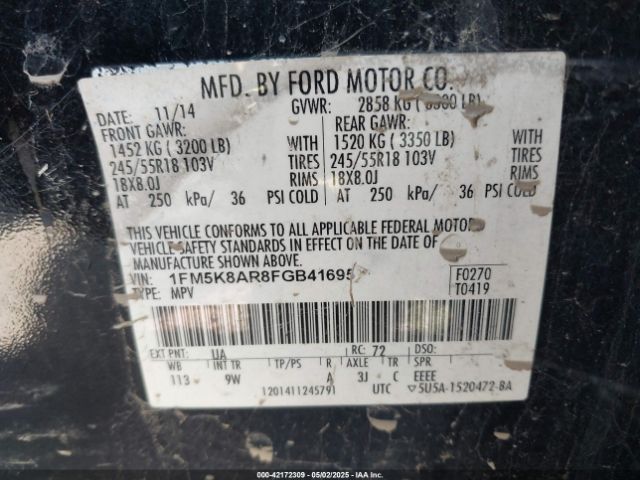 MFD. BY FORD MOTOR CO.
DATE: 11/14 GVWR: 2858 KG ( LB)
FRONT GAWR: REAR GAWR:
1452 KG ( 3200 LB) WITH 1520 KG ( 3350 LB) WITH
245/55R18 103V TIRES 245/55R18 103V TIRES
18X8.0J RIMS 18X8.0J RIMS
AT 250 kPa/ 36 PSI COLD AT 250 kPa/ 36 PSI COLD
THIS VEHICLE CONFORMS TO ALL APPLICABLE FEDERAL MOTOR
VEHICLE SAFETY STANDARDS IN EFFECT ON THE DATE OF
MANUFACTURE SHOWN ABOVE.
VIN: 1FM5K8AR8FGB41695 F0270
TYPE: MPV T0419
EXT PNT: UA RC: 72 DSO:
WB INT TR TP/PS R AXLE TR SPR
113 9W A 3J C EEEE
120141124579 UTC ▽5U5A-1520472-8A
000-42172309 - 05/02/2025 - IAAI.COM